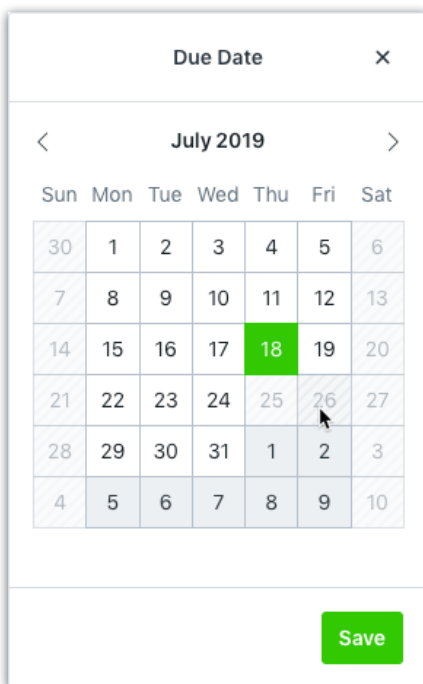 Due Date ×
July 2019
Sun Mon Tue Wed Thu Fri Sat
30 1 2 3 4 5 6
7 8 9 10 11 12 13
14 15 16 17 18 19 20
21 22 23 24 25 26 27
28 29 30 31 1 2 3
4 5 6 7 8 9 10
Save